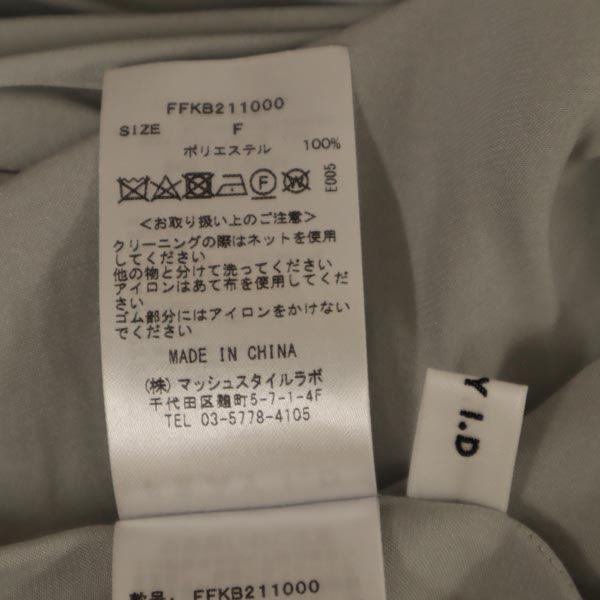 FFKB211000
SIZE F
ポリエステル 100%
F W E005
<お取り扱い上のご注意>
クリーニングの際はネットを使用
してください
他の物と分けて洗ってください
アイロンはあて布を使用してくだ
さい
ゴム部分にはアイロンをかけない
でください
MADE IN CHINA
(株)マッシュスタイルラボ
千代田区麹町5-7-1-4F
TEL 03-5778-4105
Y I.D
款号: FFKB211000